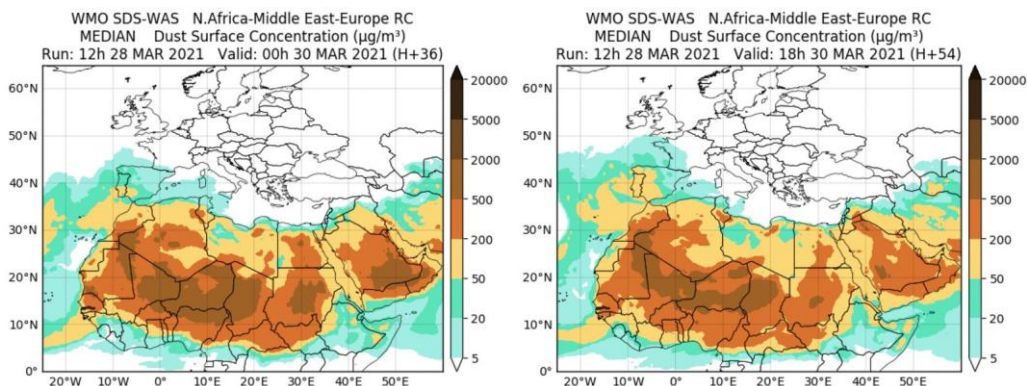 WMO SDS-WAS N.Africa-Middle East-Europe RC
MEDIAN Dust Surface Concentration (µg/m³)
Run: 12h 28 MAR 2021 Valid: 00h 30 MAR 2021 (H+36)
60°N
50°N
40°N
30°N
20°N
10°N
0°
20°W
10°W
0°
10°E
20°E
30°E
40°E
50°E
20000
5000
2000
500
200
50
20
5
WMO SDS-WAS N.Africa-Middle East-Europe RC
MEDIAN Dust Surface Concentration (µg/m³)
Run: 12h 28 MAR 2021 Valid: 18h 30 MAR 2021 (H+54)
60°N
50°N
40°N
30°N
20°N
10°N
0°
20°W
10°W
0°
10°E
20°E
30°E
40°E
50°E
20000
5000
2000
500
200
50
20
5